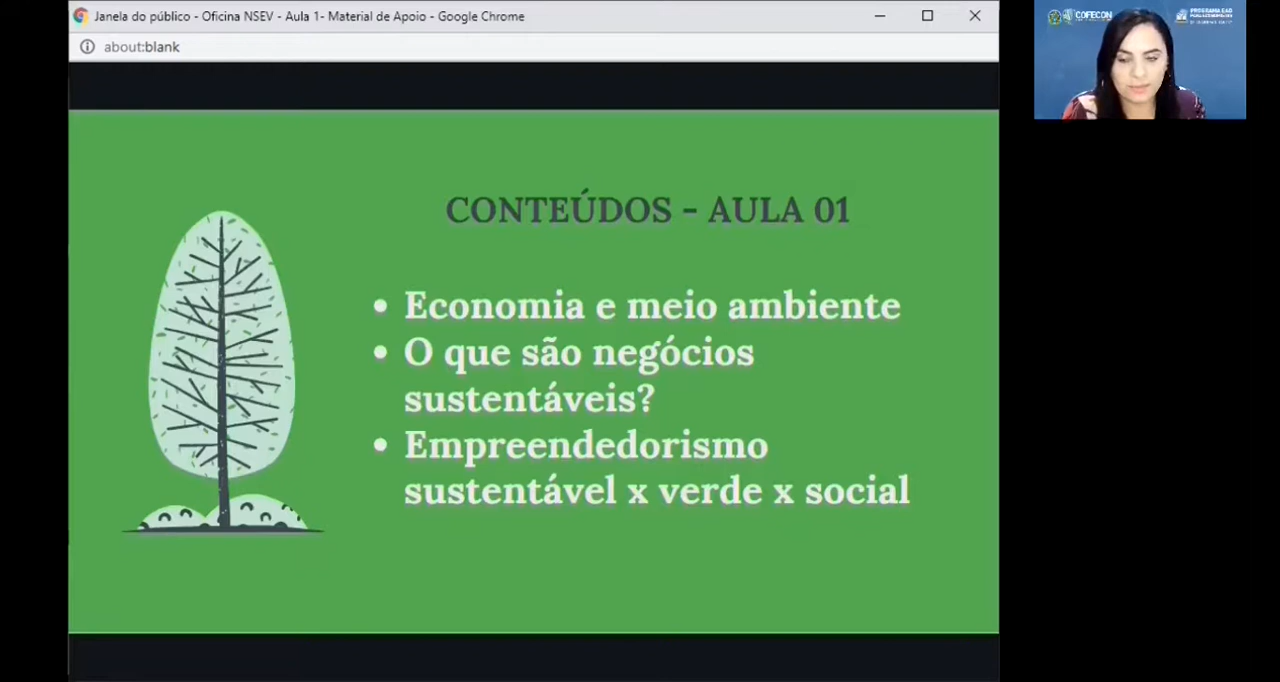 Janela do público - Oficina NSEV - Aula 1- Material de Apoio - Google Chrome
about:blank
CONTEÚDOS - AULA 01
• Economia e meio ambiente
• O que são negócios
sustentáveis?
• Empreendedorismo
sustentável x verde x social
COFECON